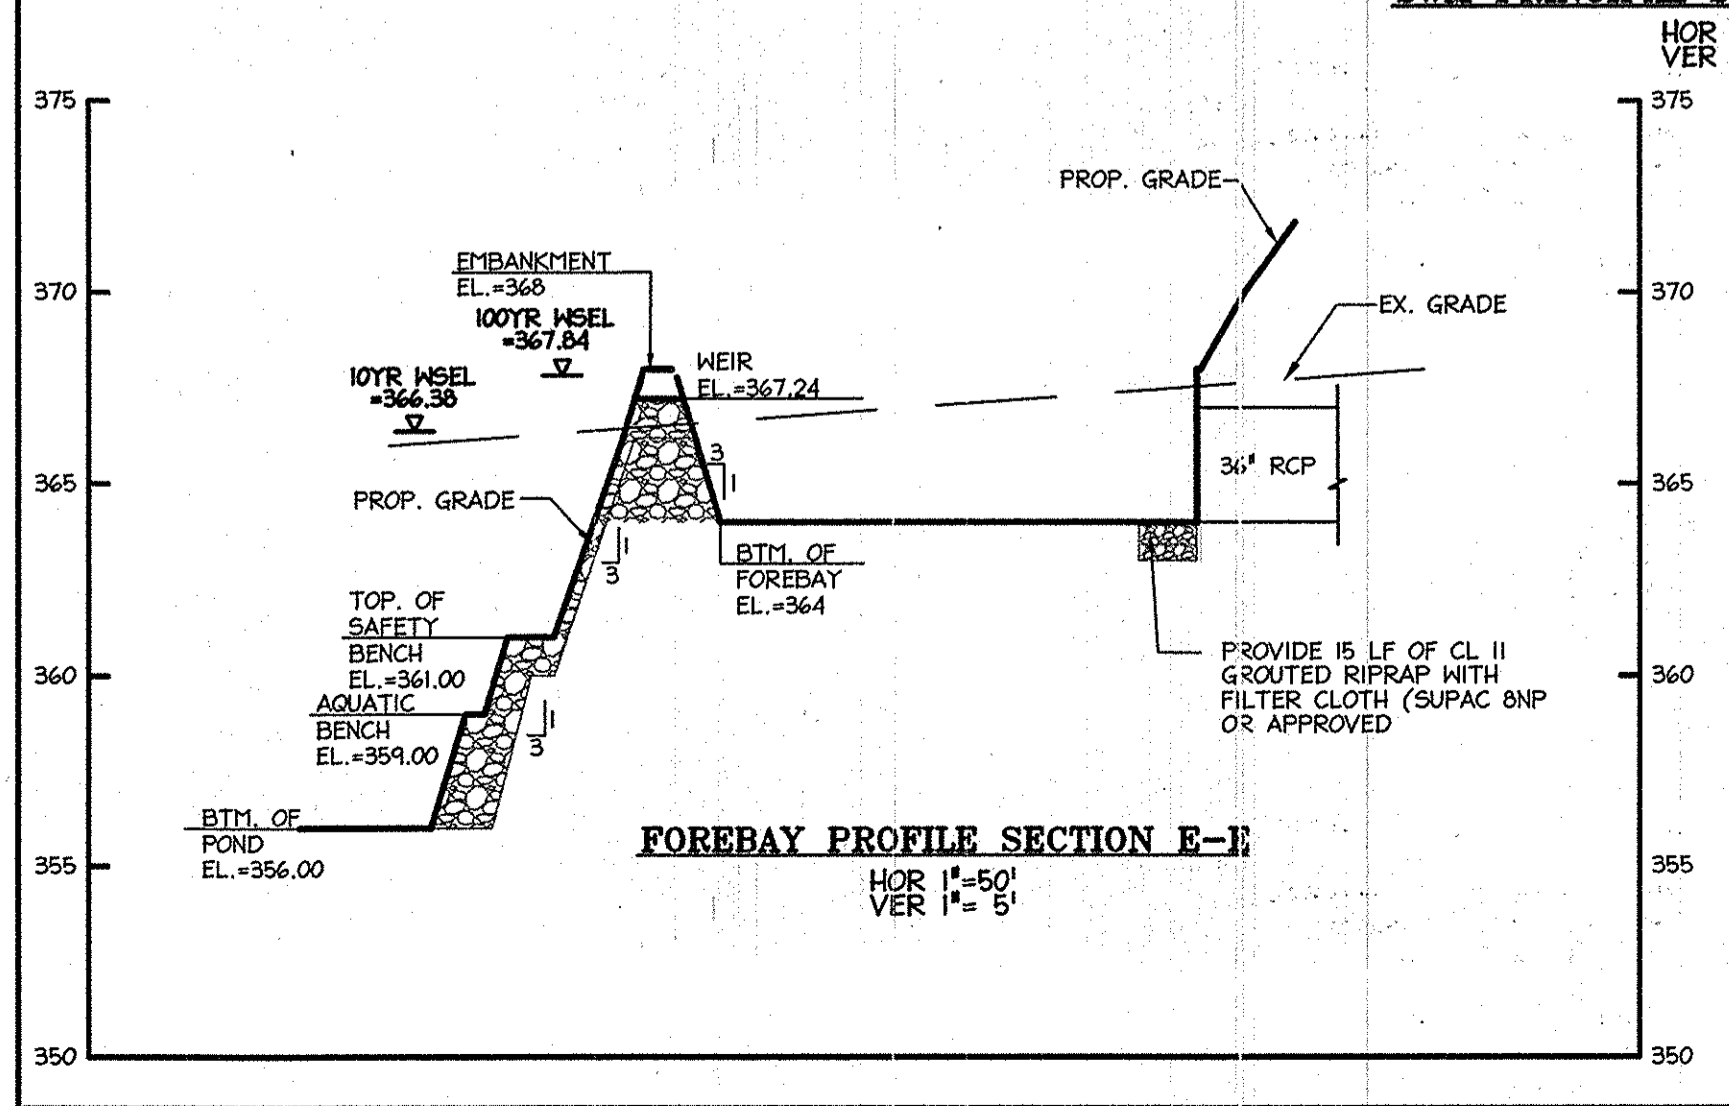 HOR
VER
375
375
PROP. GRADE
EMBANKMENT
EL.=368
370
370
EX. GRADE
100YR WSEL
=367.84
WEIR
EL.=367.24
10YR WSEL
=366.38
3
1
36" RCP
365
365
PROP. GRADE
1
3
BTM. OF
FOREBAY
EL.=364
TOP. OF
SAFETY
BENCH
EL.=361.00
PROVIDE 15 LF OF CL II
GROUTED RIPRAP WITH
FILTER CLOTH (SUPAC 8NP
OR APPROVED
360
360
AQUATIC
BENCH
EL.=359.00
1
3
BTM. OF
POND
EL.=356.00
FOREBAY PROFILE SECTION E-E
355
355
HOR 1"=50'
VER 1"= 5'
350
350